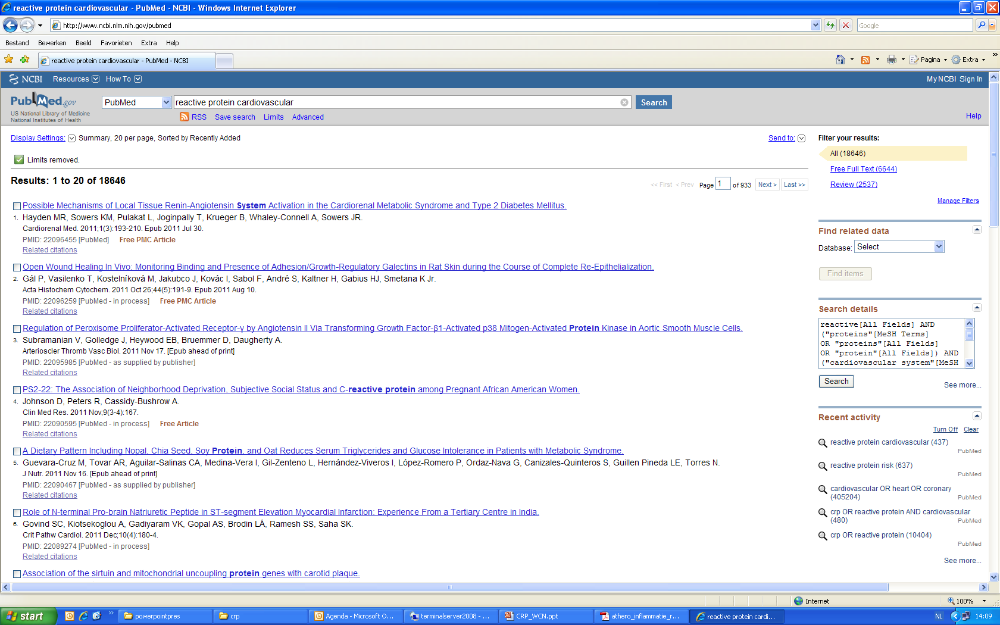 reactive protein cardiovascular - PubMed - NCBI - Windows Internet Explorer
http://www.ncbi.nlm.nih.gov/pubmed
Google
Bestand Bewerken Beeld Favorieten Extra Help
reactive protein cardiovascular - PubMed - NCBI
Pagina Extra
NCBI Resources How To
My NCBI Sign In
PubMed.gov
US National Library of Medicine
National Institutes of Health
PubMed
reactive protein cardiovascular
Search
RSS Save search Limits Advanced
Help
Display Settings: Summary, 20 per page, Sorted by Recently Added
Send to:
Limits removed.
Results: 1 to 20 of 18646
<< First < Prev Page 1 of 933 Next > Last >>
Possible Mechanisms of Local Tissue Renin-Angiotensin System Activation in the Cardiorenal Metabolic Syndrome and Type 2 Diabetes Mellitus.
1. Hayden MR, Sowers KM, Pulakat L, Joginpally T, Krueger B, Whaley-Connell A, Sowers JR.
Cardiorenal Med. 2011;1(3):193-210. Epub 2011 Jul 30.
PMID: 22096455 [PubMed] Free PMC Article
Related citations
Open Wound Healing In Vivo: Monitoring Binding and Presence of Adhesion/Growth-Regulatory Galectins in Rat Skin during the Course of Complete Re-Epithelialization.
2. Gál P, Vasilenko T, Kostelníková M, Jakubco J, Kovác I, Sabol F, André S, Kaltner H, Gabius HJ, Smetana K Jr.
Acta Histochem Cytochem. 2011 Oct 26;44(5):191-9. Epub 2011 Aug 10.
PMID: 22096259 [PubMed - in process] Free PMC Article
Related citations
Regulation of Peroxisome Proliferator-Activated Receptor-γ by Angiotensin II Via Transforming Growth Factor-β1-Activated p38 Mitogen-Activated Protein Kinase in Aortic Smooth Muscle Cells.
3. Subramanian V, Golledge J, Heywood EB, Bruemmer D, Daugherty A.
Arterioscler Thromb Vasc Biol. 2011 Nov 17. [Epub ahead of print]
PMID: 22095985 [PubMed - as supplied by publisher]
Related citations
PS2-22: The Association of Neighborhood Deprivation, Subjective Social Status and C-reactive protein among Pregnant African American Women.
4. Johnson D, Peters R, Cassidy-Bushrow A.
Clin Med Res. 2011 Nov;9(3-4):167.
PMID: 22090595 [PubMed - in process] Free Article
Related citations
A Dietary Pattern Including Nopal, Chia Seed, Soy Protein, and Oat Reduces Serum Triglycerides and Glucose Intolerance in Patients with Metabolic Syndrome.
5. Guevara-Cruz M, Tovar AR, Aguilar-Salinas CA, Medina-Vera I, Gil-Zenteno L, Hernández-Viveros I, López-Romero P, Ordaz-Nava G, Canizales-Quinteros S, Guillen Pineda LE, Torres N.
J Nutr. 2011 Nov 16. [Epub ahead of print]
PMID: 22090467 [PubMed - as supplied by publisher]
Related citations
Role of N-terminal Pro-brain Natriuretic Peptide in ST-segment Elevation Myocardial Infarction: Experience From a Tertiary Centre in India.
6. Govind SC, Kiotsekoglou A, Gadiyaram VK, Gopal AS, Brodin LÅ, Ramesh SS, Saha SK.
Crit Pathw Cardiol. 2011 Dec;10(4):180-4.
PMID: 22089274 [PubMed - in process]
Related citations
Association of the sirtuin and mitochondrial uncoupling protein genes with carotid plaque.
Filter your results:
All (18646)
Free Full Text (6644)
Review (2537)
Manage Filters
Find related data
Database: Select
Find items
Search details
reactive[All Fields] AND
("proteins"[MeSH Terms]
OR "proteins"[All Fields]
OR "protein"[All Fields]) AND
("cardiovascular system"[MeSH
Search
See more...
Recent activity
Turn Off Clear
reactive protein cardiovascular (437)
PubMed
reactive protein risk (637)
PubMed
cardiovascular OR heart OR coronary
(405204)
PubMed
crp OR reactive protein AND cardiovascular
(480)
PubMed
crp OR reactive protein (10404)
PubMed
See more...
Internet
100%
start
powerpointpres
crp
Agenda - Microsoft O...
terminalserver2008 - ...
CRP_WCN.ppt
athero_inflammatie_r...
reactive protein cardi...
NL
14:09